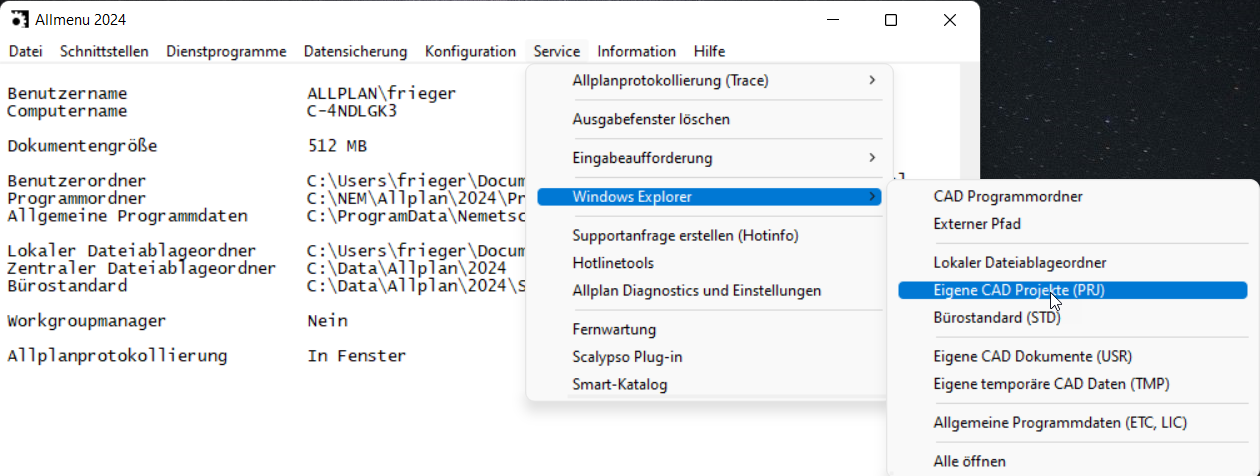 Allmenu 2024
Datei Schnittstellen Dienstprogramme Datensicherung Konfiguration Service Information Hilfe
Benutzername ALLPLAN\frieger
Computername C-4NDLGK3
Dokumentengröße 512 MB
Benutzerordner C:\Users\frieger\Docum
Programmordner C:\NEM\Allplan\2024\Pr
Allgemeine Programmdaten C:\ProgramData\Nemetsc
Lokaler Dateiablageordner C:\Users\frieger\Docum
Zentraler Dateiablageordner C:\Data\Allplan\2024
Bürostandard C:\Data\Allplan\2024\S
Workgroupmanager Nein
Allplanprotokollierung In Fenster
Allplanprotokollierung (Trace)
Ausgabefenster löschen
Eingabeaufforderung
Windows Explorer
Supportanfrage erstellen (Hotinfo)
Hotlinetools
Allplan Diagnostics und Einstellungen
Fernwartung
Scalypso Plug-in
Smart-Katalog
CAD Programmordner
Externer Pfad
Lokaler Dateiablageordner
Eigene CAD Projekte (PRJ)
Bürostandard (STD)
Eigene CAD Dokumente (USR)
Eigene temporäre CAD Daten (TMP)
Allgemeine Programmdaten (ETC, LIC)
Alle öffnen